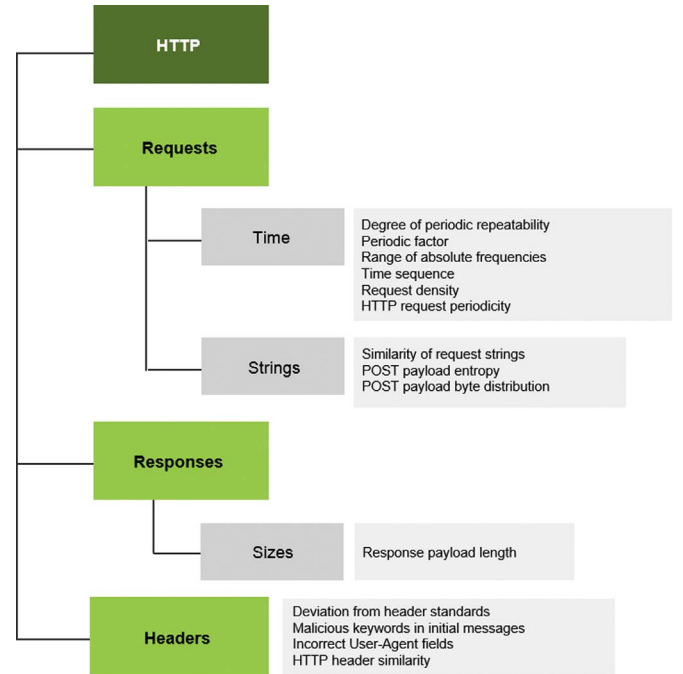 HTTP
Requests
Time
Degree of periodic repeatability
Periodic factor
Range of absolute frequencies
Time sequence
Request density
HTTP request periodicity
Strings
Similarity of request strings
POST payload entropy
POST payload byte distribution
Responses
Sizes
Response payload length
Headers
Deviation from header standards
Malicious keywords in initial messages
Incorrect User-Agent fields
HTTP header similarity